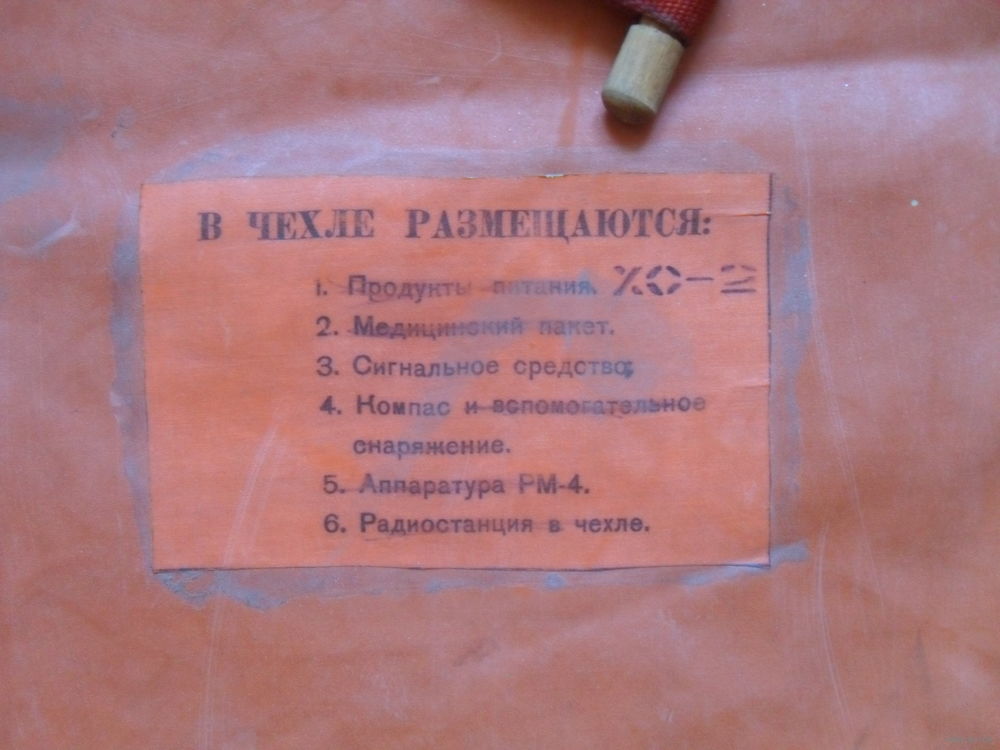 В ЧЕХЛЕ РАЗМЕЩАЮТСЯ:
1. Продукты питания. ХО-2
2. Медицинский пакет.
3. Сигнальное средство;
4. Компас и вспомогательное
снаряжение.
5. Аппаратура РМ-4.
6. Радиостанция в чехле.